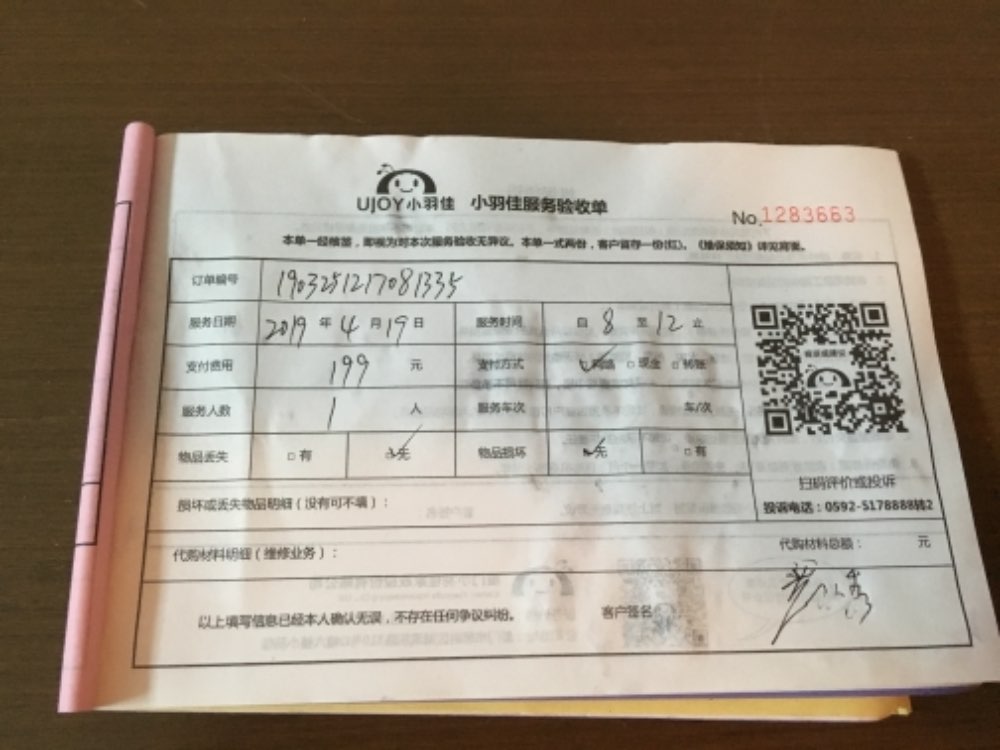 UJOY小羽佳 小羽佳服务验收单
No.1283663
本单一经签署，即视为对本次服务验收无异议。本单一式两份，客户留存一份(红)。《维保须知》详见背面。
订单编号 1903251217081335
服务日期 2019 年 4 月 19 日 服务时间 自 8 至 12 止
支付费用 199 元 支付方式 网络 □现金 □转账
服务人数 1 人 服务车次 车/次
物品丢失 □有 ☑无 物品损坏 ☑无 □有
扫码评价或投诉
投诉电话：0592-5178888转2
损坏或丢失物品明细（没有可不填）：
代购材料明细（维修业务）： 代购材料总额： 元
以上填写信息已经本人确认无误，不存在任何争议纠纷。 客户签名：